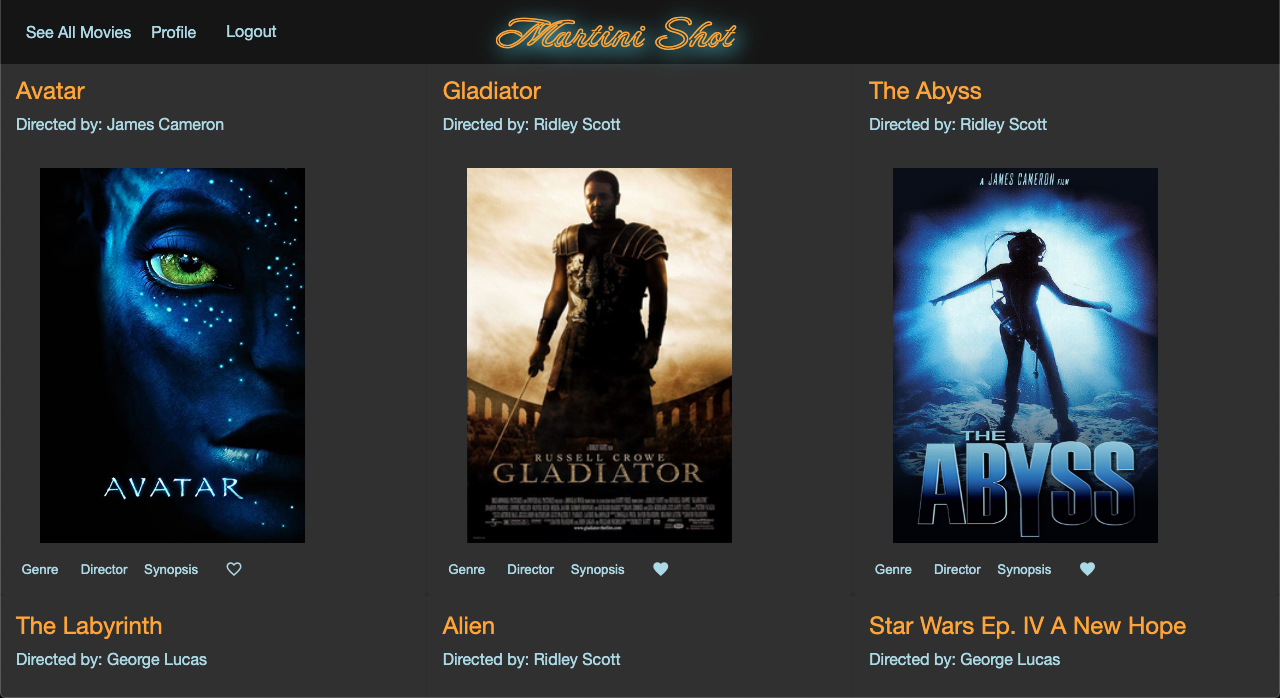 See All Movies Profile Logout Martini Shot
Avatar
Directed by: James Cameron
AVATAR
Genre Director Synopsis
Gladiator
Directed by: Ridley Scott
RUSSELL CROWE
GLADIATOR
Genre Director Synopsis
The Abyss
Directed by: Ridley Scott
A JAMES CAMERON FILM
THE
ABYSS
Genre Director Synopsis
The Labyrinth
Directed by: George Lucas
Alien
Directed by: Ridley Scott
Star Wars Ep. IV A New Hope
Directed by: George Lucas